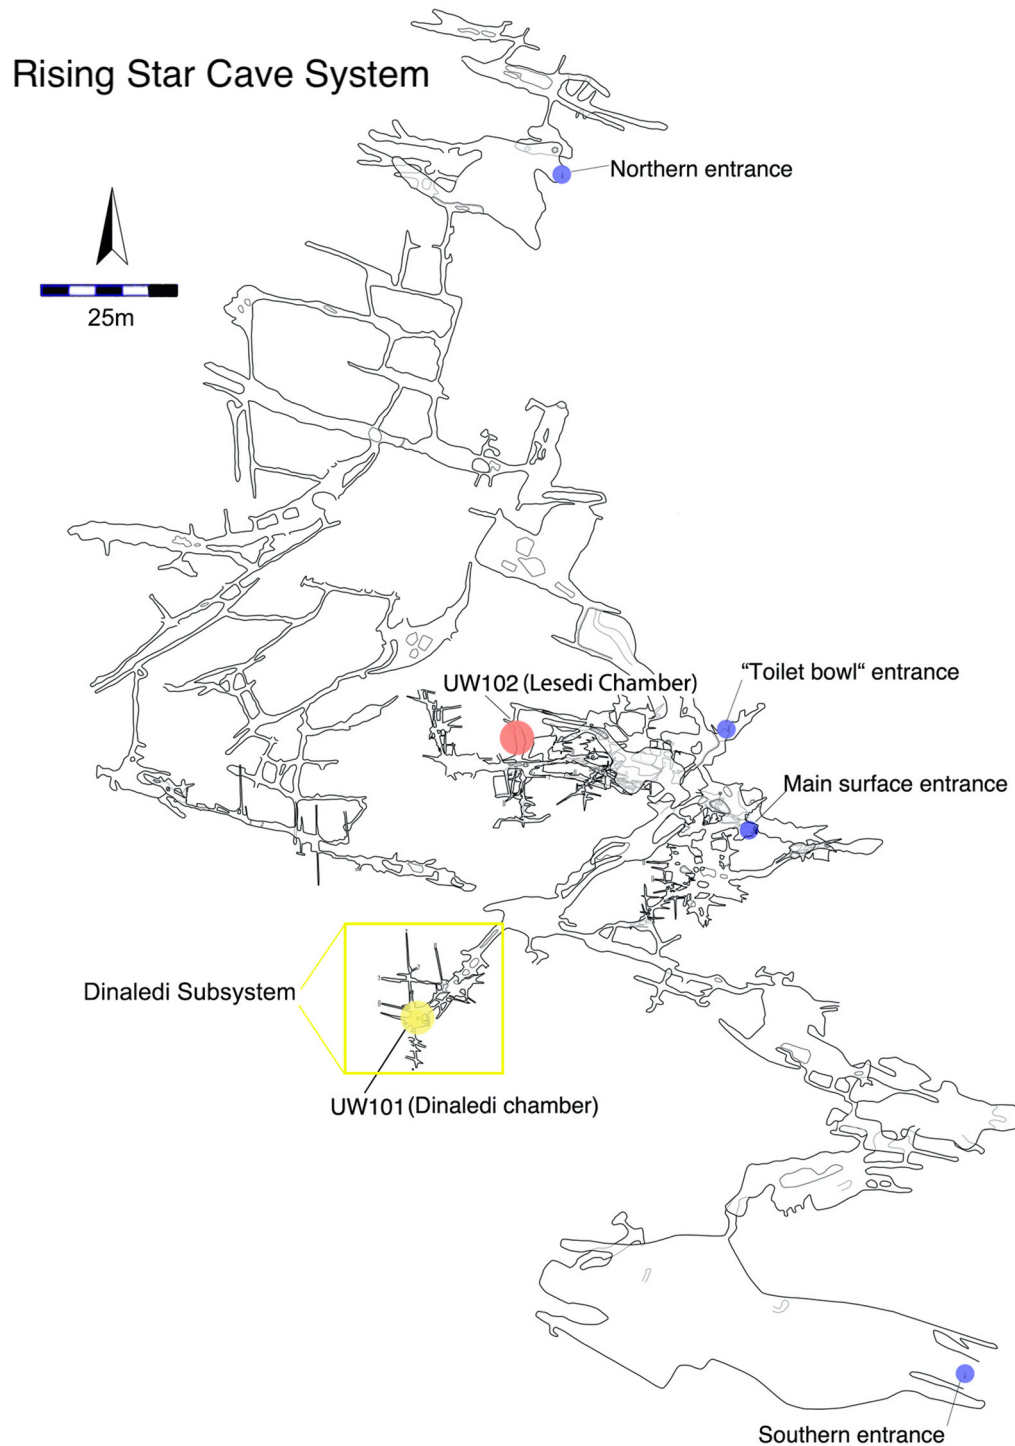 Rising Star Cave System
Northern entrance
25m
UW102 (Lesedi Chamber)
“Toilet bowl“ entrance
Main surface entrance
Dinaledi Subsystem
UW101 (Dinaledi chamber)
Southern entrance